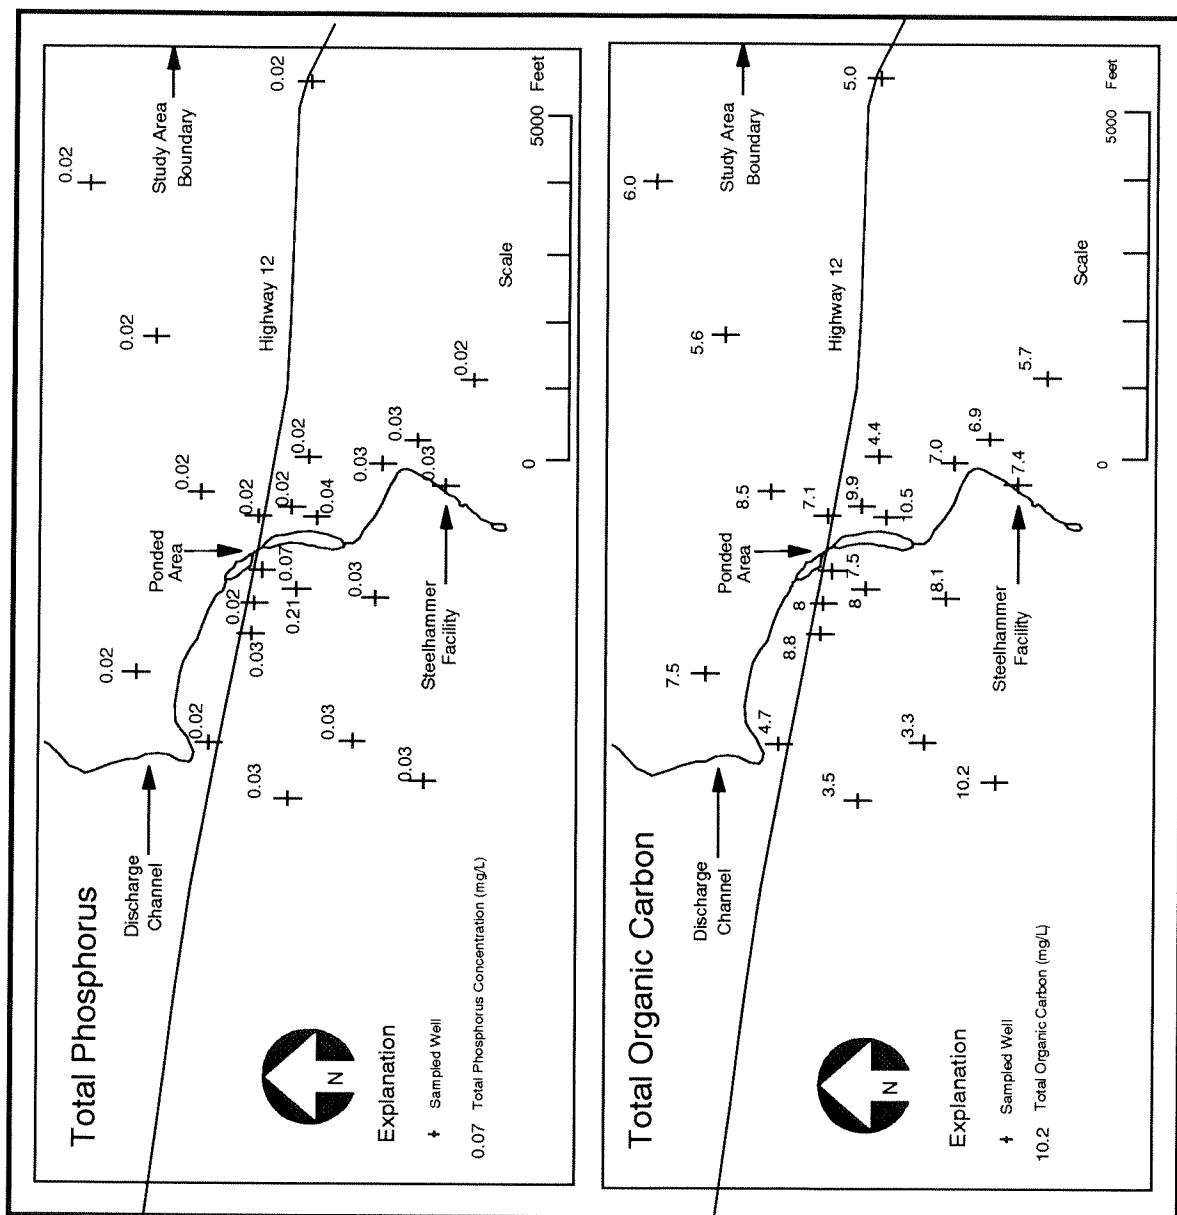 Total Phosphorus
Discharge
Channel
Ponded
Area
Study Area
Boundary
Highway 12
Steelhammer
Facility
0.02
0.02
0.02
0.02
0.02
0.02
0.02
0.02
0.04
0.03
0.03
0.03
0.02
0.07
0.02
0.21
0.03
0.03
0.02
0.03
0.03
0.03
Explanation
N
Sampled Well
0.07 Total Phosphorus Concentration (mg/L)
Scale
0
5000 Feet
Total Organic Carbon
Discharge
Channel
Ponded
Area
Study Area
Boundary
Highway 12
Steelhammer
Facility
7.5
4.7
8.5
5.6
6.0
5.0
7.1
9.9
10.5
4.4
7.0
6.9
7.4
5.7
7.5
8
8
8.8
8.1
3.5
3.3
10.2
Explanation
N
Sampled Well
10.2 Total Organic Carbon (mg/L)
Scale
0
5000 Feet